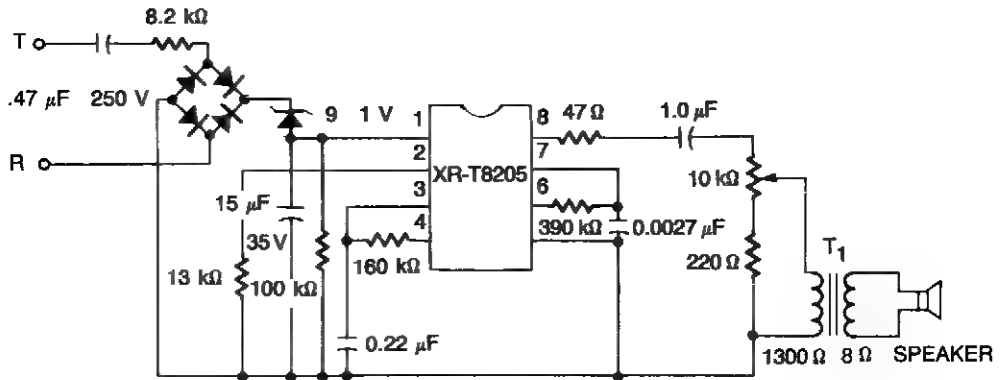 8.2 kΩ
T
.47 μF 250 V
R
9 1 V
15 μF
35 V
13 kΩ
100 kΩ
160 kΩ
0.22 μF
1
2
3
4
XR-T8205
8
7
6
47 Ω
1.0 μF
390 kΩ
0.0027 μF
10 kΩ
220 Ω
T1
1300 Ω 8 Ω SPEAKER